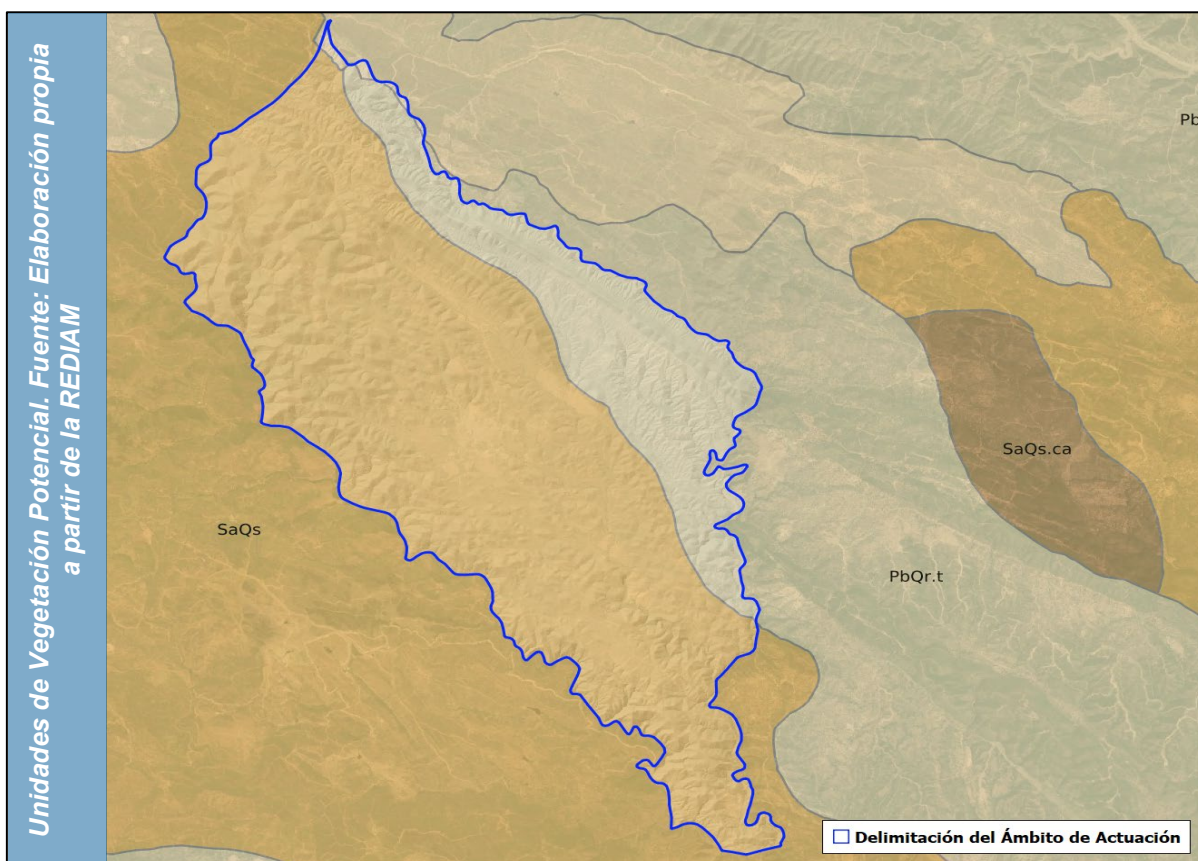 Unidades de Vegetación Potencial. Fuente: Elaboración propia
a partir de la REDIAM
Pb
SaQs.ca
SaQs
PbQr.t
Delimitación del Ámbito de Actuación